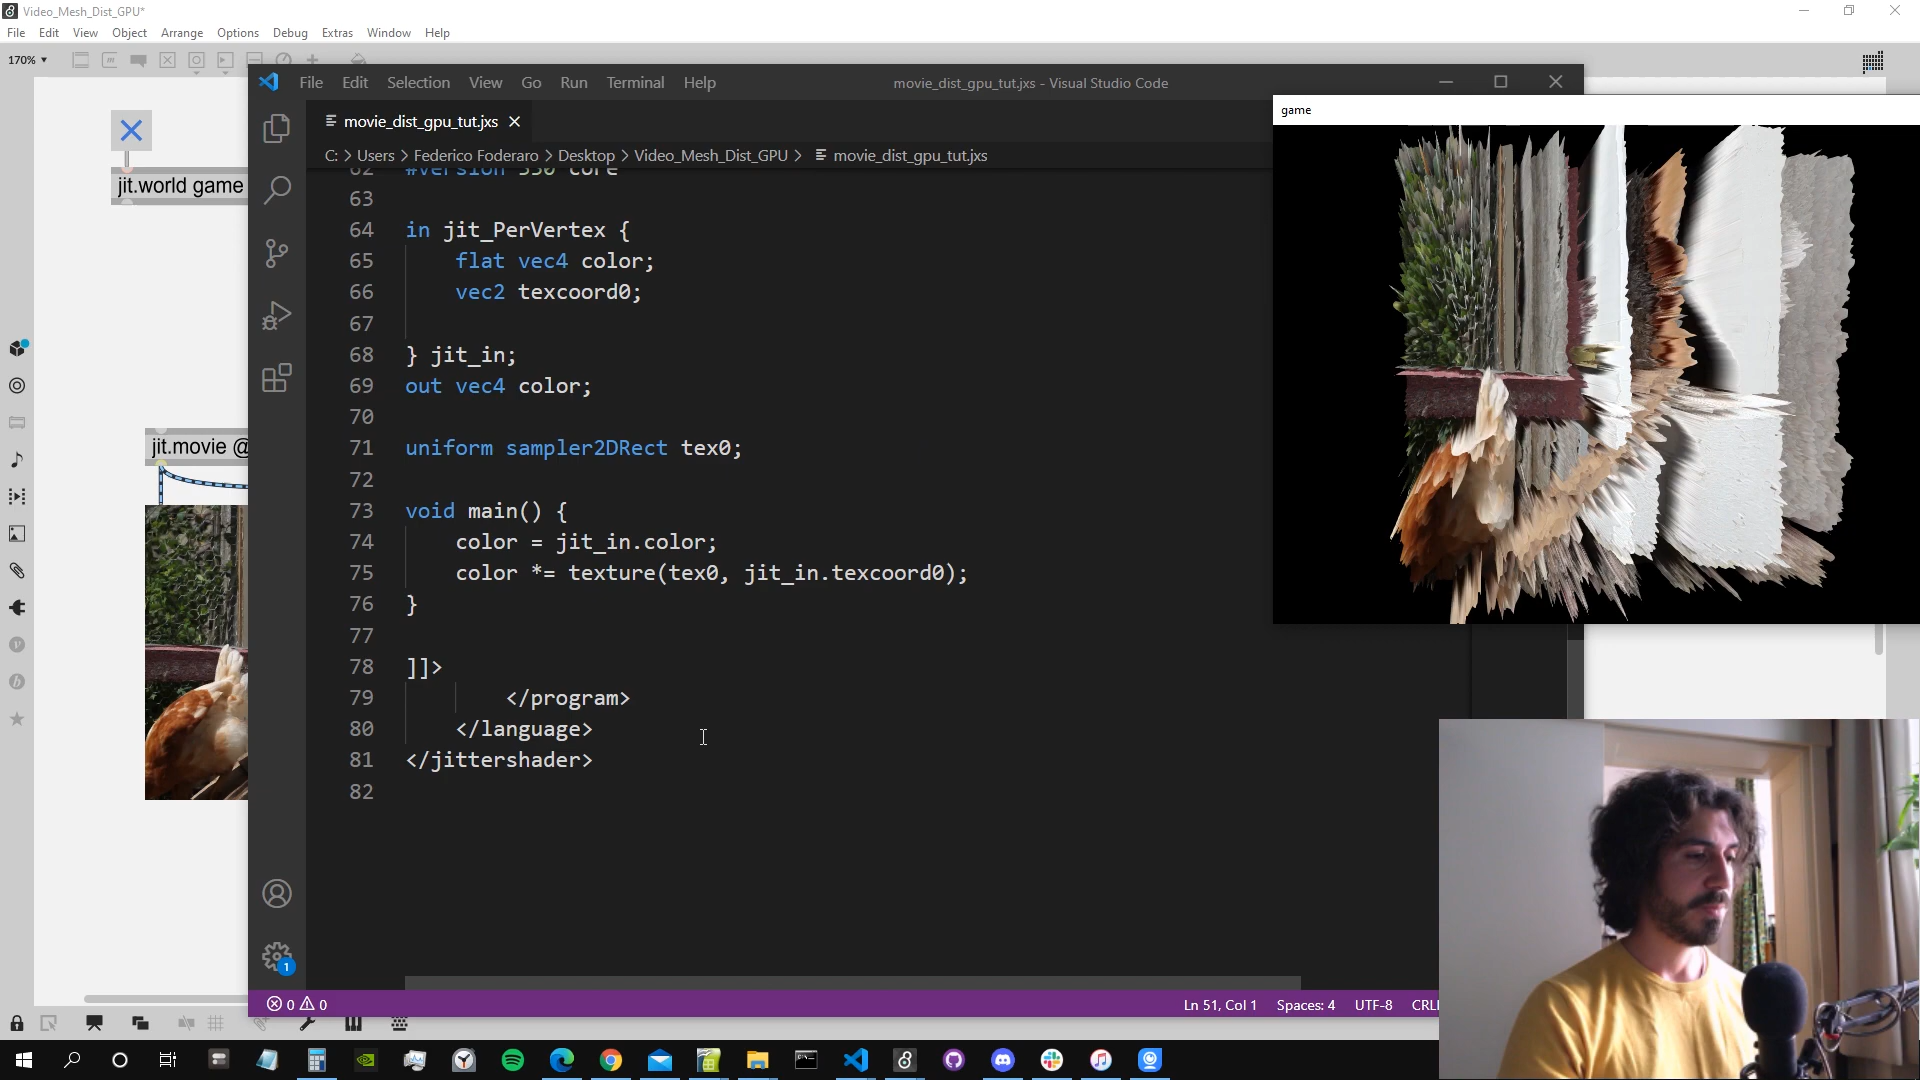 Video_Mesh_Dist_GPU*
File Edit View Object Arrange Options Debug Extras Window Help
170%
File Edit Selection View Go Run Terminal Help
movie_dist_gpu_tut.jxs - Visual Studio Code
game
movie_dist_gpu_tut.jxs
C: > Users > Federico Foderaro > Desktop > Video_Mesh_Dist_GPU > movie_dist_gpu_tut.jxs
jit.world game
jit.movie @
62 #version 330 core
63
64 in jit_PerVertex {
65 flat vec4 color;
66 vec2 texcoord0;
67
68 } jit_in;
69 out vec4 color;
70
71 uniform sampler2DRect tex0;
72
73 void main() {
74 color = jit_in.color;
75 color *= texture(tex0, jit_in.texcoord0);
76 }
77
78 ]]>
79 </program>
80 </language>
81 </jittershader>
82
1
0 0
Ln 51, Col 1 Spaces: 4 UTF-8 CRL